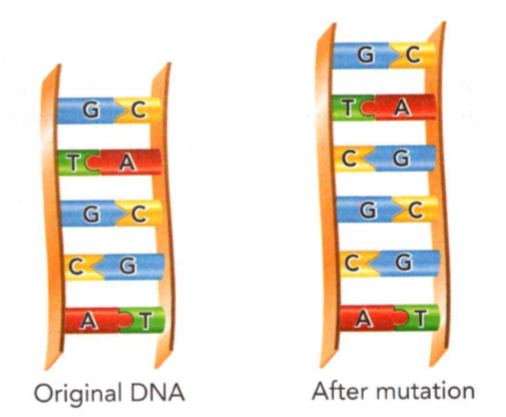 G C
T A
G C
C G
A T
Original DNA
G C
T A
C G
G C
C G
A T
After mutation